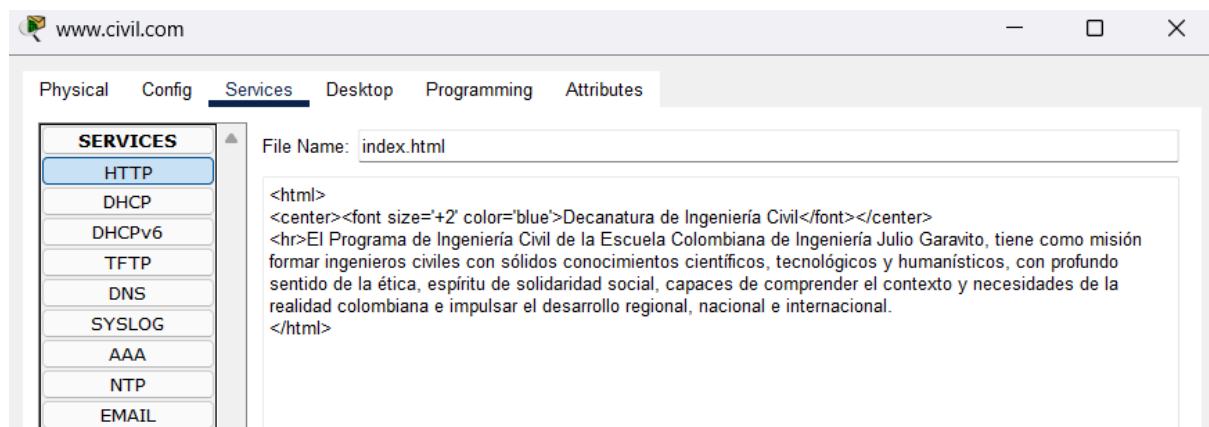 www.civil.com
Physical Config Services Desktop Programming Attributes
SERVICES
HTTP
DHCP
DHCPv6
TFTP
DNS
SYSLOG
AAA
NTP
EMAIL
File Name: index.html
<html>
<center><font size='+2' color='blue'>Decanatura de Ingeniería Civil</font></center>
<hr>El Programa de Ingeniería Civil de la Escuela Colombiana de Ingeniería Julio Garavito, tiene como misión
formar ingenieros civiles con sólidos conocimientos científicos, tecnológicos y humanísticos, con profundo
sentido de la ética, espíritu de solidaridad social, capaces de comprender el contexto y necesidades de la
realidad colombiana e impulsar el desarrollo regional, nacional e internacional.
</html>